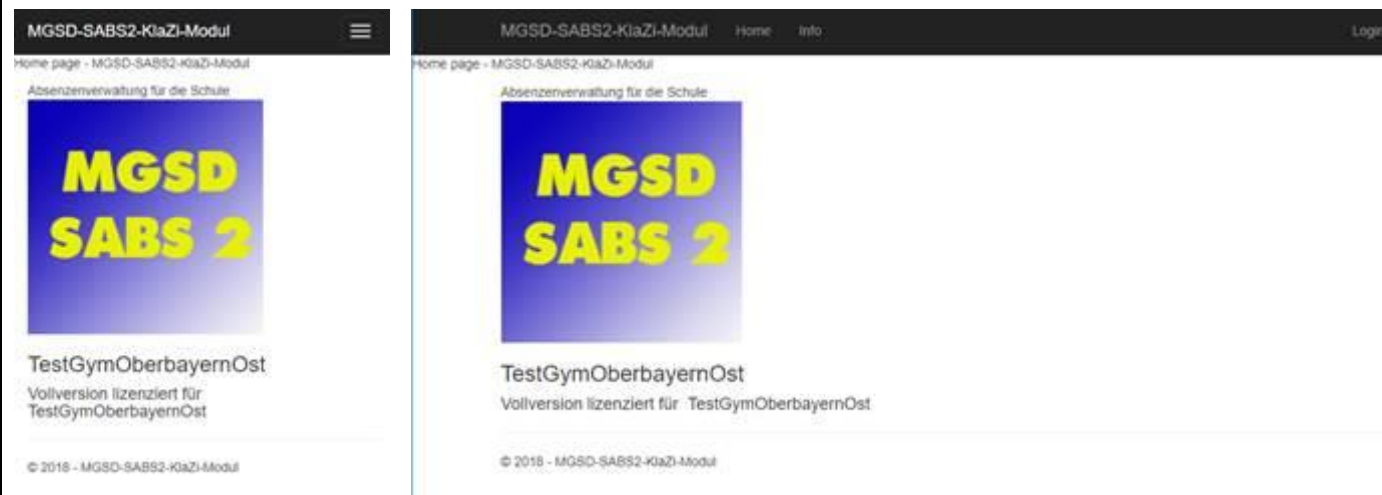 MGSD-SABS2-KlaZi-Modul
Home page - MGSD-SABS2-KlaZi-Modul
Absenzenverwaltung für die Schule
MGSD
SABS 2
TestGymOberbayernOst
Vollversion lizenziert für
TestGymOberbayernOst
© 2018 - MGSD-SABS2-KlaZi-Modul
MGSD-SABS2-KlaZi-Modul Home Info Login
Home page - MGSD-SABS2-KlaZi-Modul
Absenzenverwaltung für die Schule
MGSD
SABS 2
TestGymOberbayernOst
Vollversion lizenziert für TestGymOberbayernOst
© 2018 - MGSD-SABS2-KlaZi-Modul